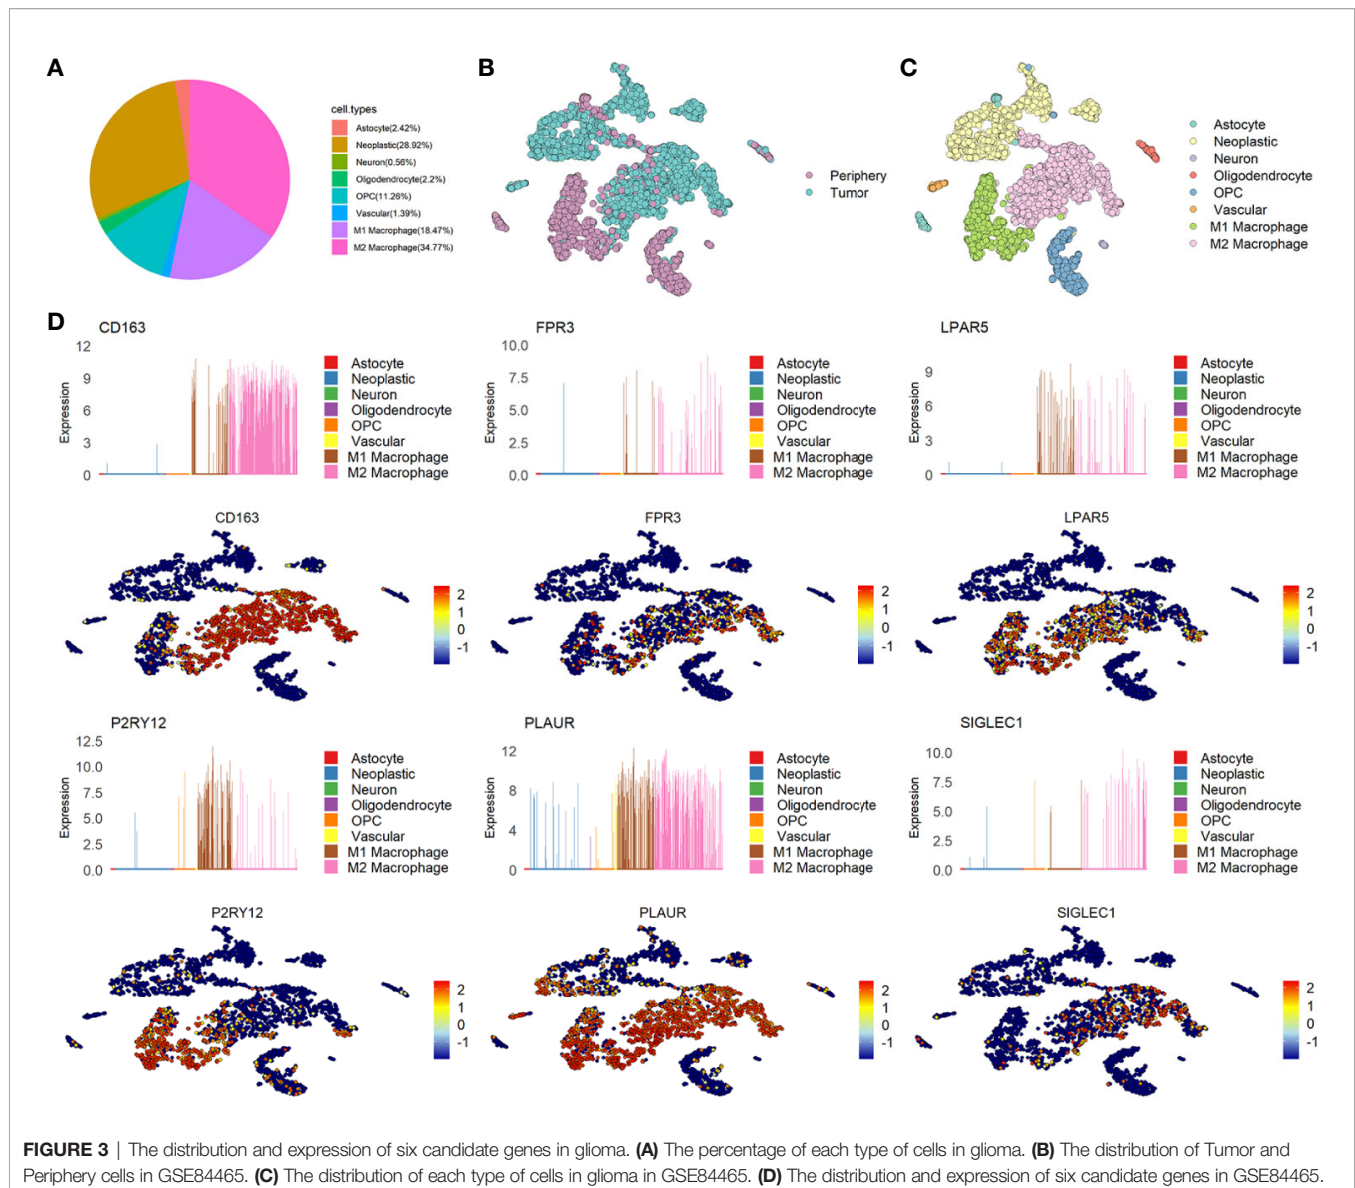 A
cell.types
Astocyte(2.42%)
Neoplastic(28.92%)
Neuron(0.56%)
Oligodendrocyte(2.2%)
OPC(11.26%)
Vascular(1.39%)
M1 Macrophage(18.47%)
M2 Macrophage(34.77%)
B
Periphery
Tumor
C
Astocyte
Neoplastic
Neuron
Oligodendrocyte
OPC
Vascular
M1 Macrophage
M2 Macrophage
D
CD163
Expression
12
9
6
3
0
Astocyte
Neoplastic
Neuron
Oligodendrocyte
OPC
Vascular
M1 Macrophage
M2 Macrophage
FPR3
Expression
10.0
7.5
5.0
2.5
0.0
Astocyte
Neoplastic
Neuron
Oligodendrocyte
OPC
Vascular
M1 Macrophage
M2 Macrophage
LPAR5
Expression
9
6
3
0
Astocyte
Neoplastic
Neuron
Oligodendrocyte
OPC
Vascular
M1 Macrophage
M2 Macrophage
CD163
2
1
0
-1
FPR3
2
1
0
-1
LPAR5
2
1
0
-1
P2RY12
Expression
12.5
10.0
7.5
5.0
2.5
0.0
Astocyte
Neoplastic
Neuron
Oligodendrocyte
OPC
Vascular
M1 Macrophage
M2 Macrophage
PLAUR
Expression
12
8
4
0
Astocyte
Neoplastic
Neuron
Oligodendrocyte
OPC
Vascular
M1 Macrophage
M2 Macrophage
SIGLEC1
Expression
10.0
7.5
5.0
2.5
0.0
Astocyte
Neoplastic
Neuron
Oligodendrocyte
OPC
Vascular
M1 Macrophage
M2 Macrophage
P2RY12
2
1
0
-1
PLAUR
2
1
0
-1
SIGLEC1
2
1
0
-1
FIGURE 3 | The distribution and expression of six candidate genes in glioma. (A) The percentage of each type of cells in glioma. (B) The distribution of Tumor and
Periphery cells in GSE84465. (C) The distribution of each type of cells in glioma in GSE84465. (D) The distribution and expression of six candidate genes in GSE84465.